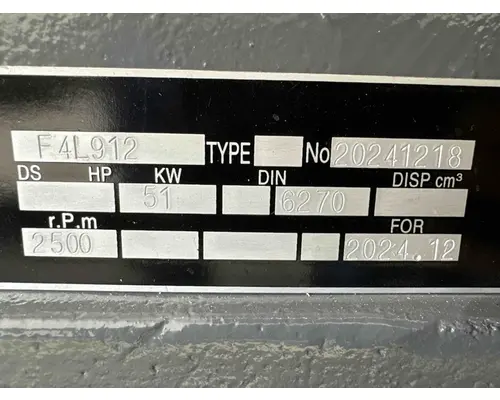 F4L912 TYPE No 20241218
DS HP KW DIN DISP cm³
51 6270
r.P.m FOR
2500 2024.12